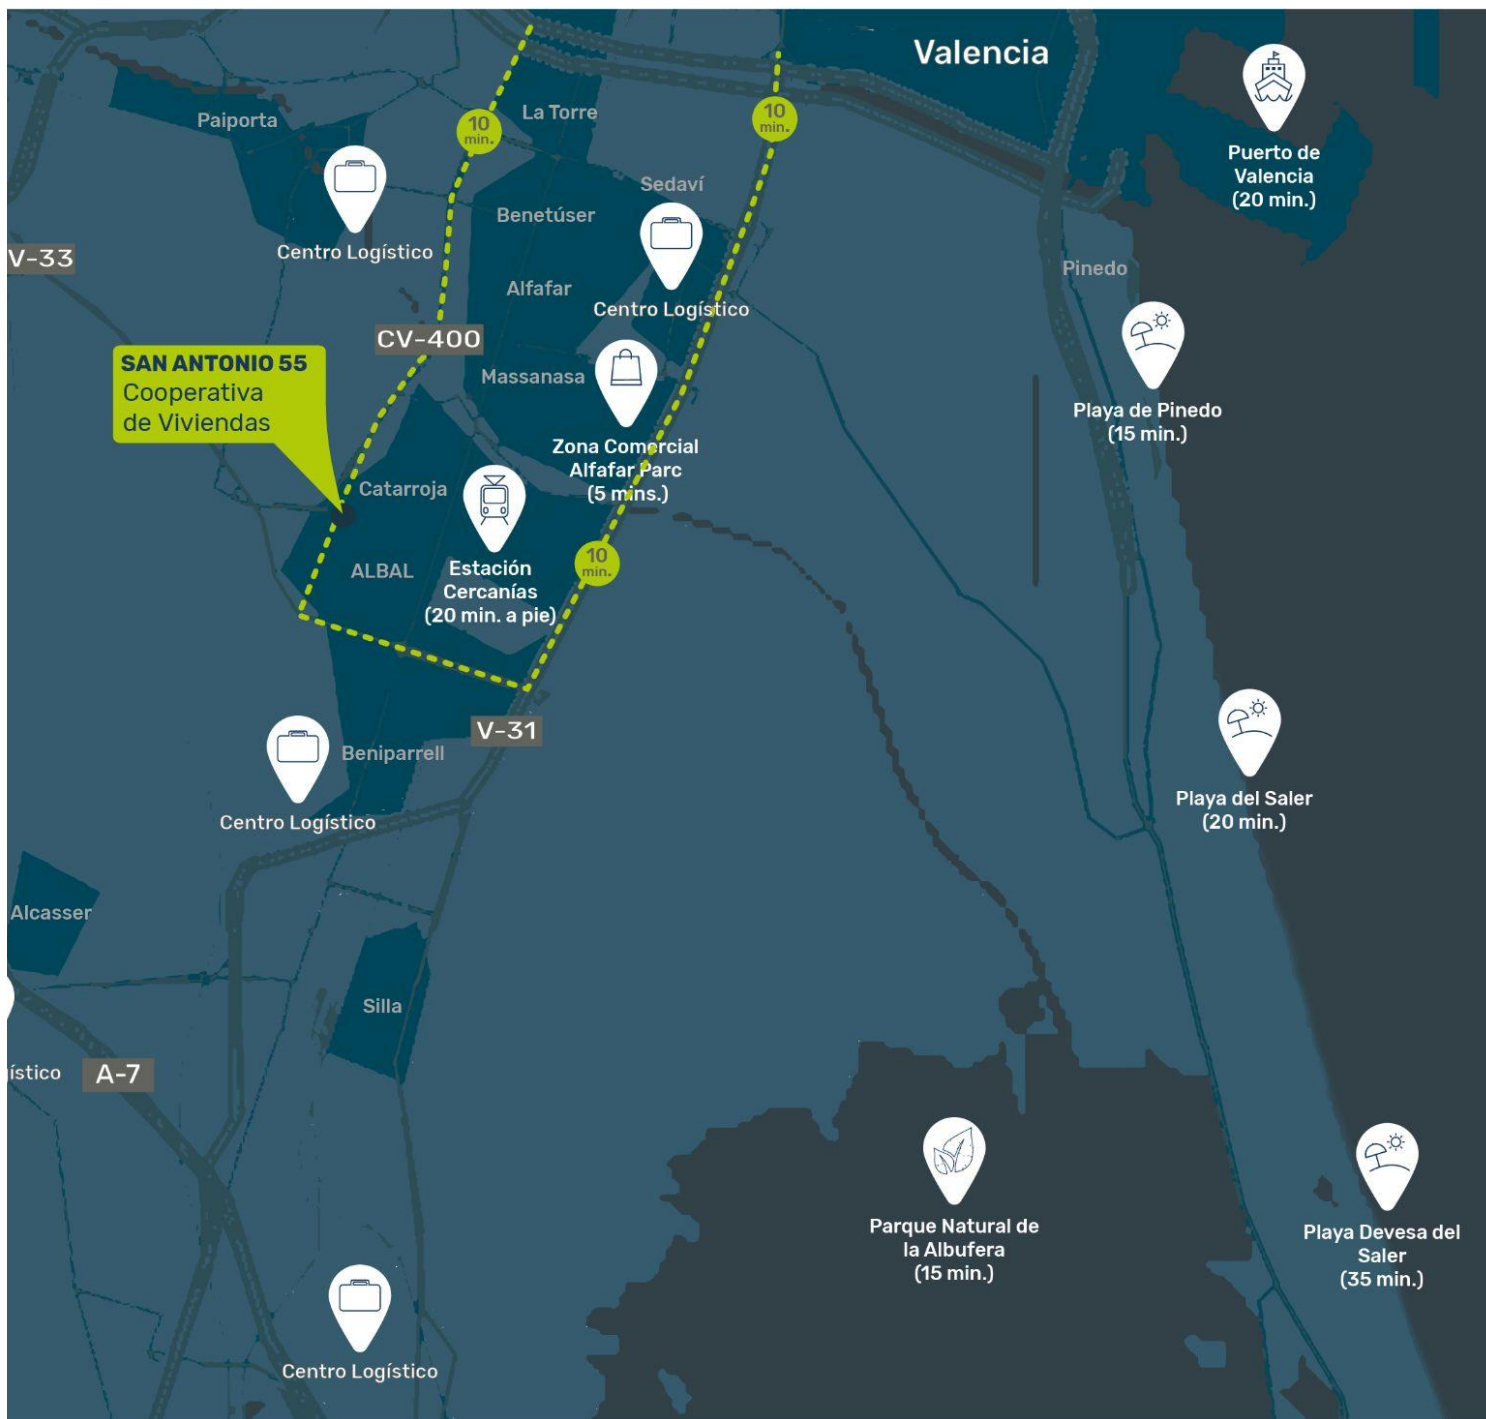 Valencia
La Torre
10
min.
10
min.
Paiporta
Puerto de
Valencia
(20 min.)
Sedaví
Benetúser
Centro Logístico
V-33
Pinedo
Alfafar
Centro Logístico
CV-400
SAN ANTONIO 55
Cooperativa
de Viviendas
Massanasa
Playa de Pinedo
(15 min.)
Zona Comercial
Alfafar Parc
(5 mins.)
Catarroja
10
min.
ALBAL
Estación
Cercanías
(20 min. a pie)
V-31
Beniparrell
Playa del Saler
(20 min.)
Centro Logístico
Alcasser
Silla
ístico
A-7
Parque Natural de
la Albufera
(15 min.)
Playa Devesa del
Saler
(35 min.)
Centro Logístico